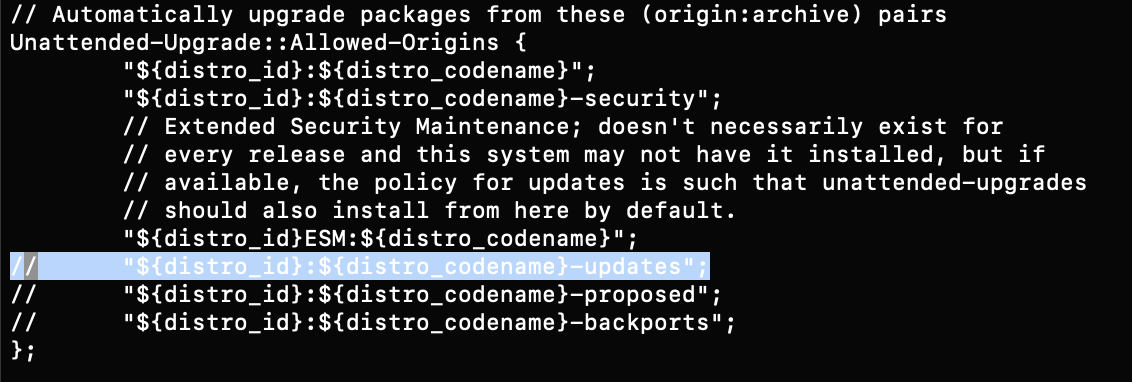 // Automatically upgrade packages from these (origin:archive) pairs
Unattended-Upgrade::Allowed-Origins {
        "${distro_id}:${distro_codename}";
        "${distro_id}:${distro_codename}-security";
        // Extended Security Maintenance; doesn't necessarily exist for
        // every release and this system may not have it installed, but if
        // available, the policy for updates is such that unattended-upgrades
        // should also install from here by default.
        "${distro_id}ESM:${distro_codename}";
//      "${distro_id}:${distro_codename}-updates";
//      "${distro_id}:${distro_codename}-proposed";
//      "${distro_id}:${distro_codename}-backports";
};